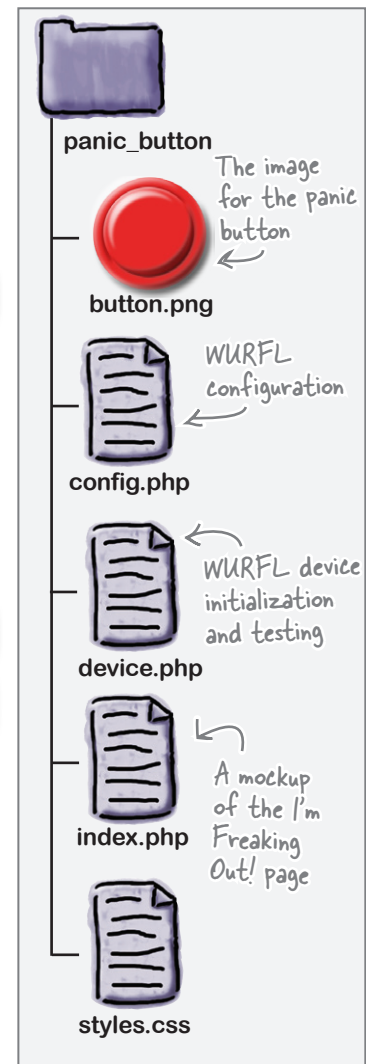 panic_button
The image
for the panic
button
button.png
WURFL
configuration
config.php
WURFL device
initialization
and testing
device.php
A mockup
of the I'm
Freaking
Out! page
index.php
styles.css